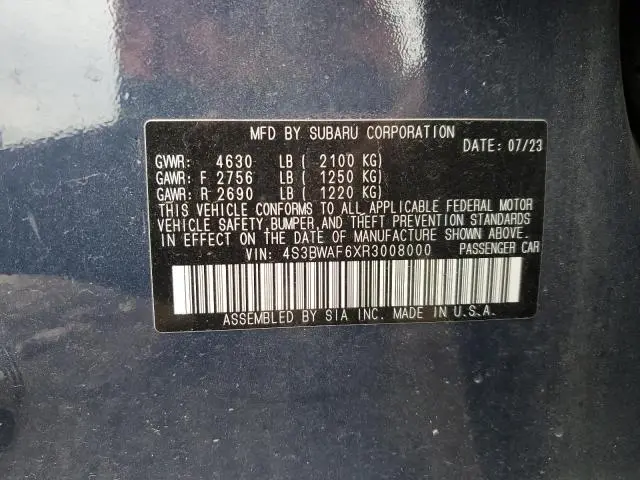 MFD BY SUBARU CORPORATION
DATE: 07/23
GVWR: 4630 LB ( 2100 KG)
GAWR: F 2756 LB ( 1250 KG)
GAWR: R 2690 LB ( 1220 KG)
THIS VEHICLE CONFORMS TO ALL APPLICABLE FEDERAL MOTOR
VEHICLE SAFETY, BUMPER, AND THEFT PREVENTION STANDARDS
IN EFFECT ON THE DATE OF MANUFACTURE SHOWN ABOVE.
VIN: 4S3BWAF6XR3008000 PASSENGER CAR
ASSEMBLED BY SIA INC. MADE IN U.S.A.